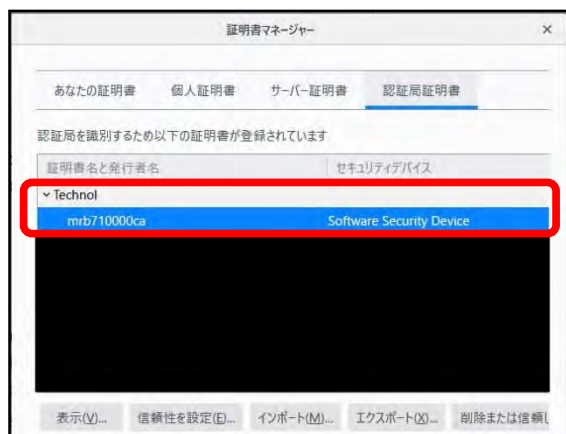 証明書マネージャー ×
あなたの証明書 個人証明書 サーバー証明書 認証局証明書
認証局を識別するため以下の証明書が登録されています
証明書名と発行者名 セキュリティデバイス
Technol
mrb710000ca Software Security Device
表示(V)... 信頼性を設定(E)... インポート(M)... エクスポート(X)... 削除または信頼し